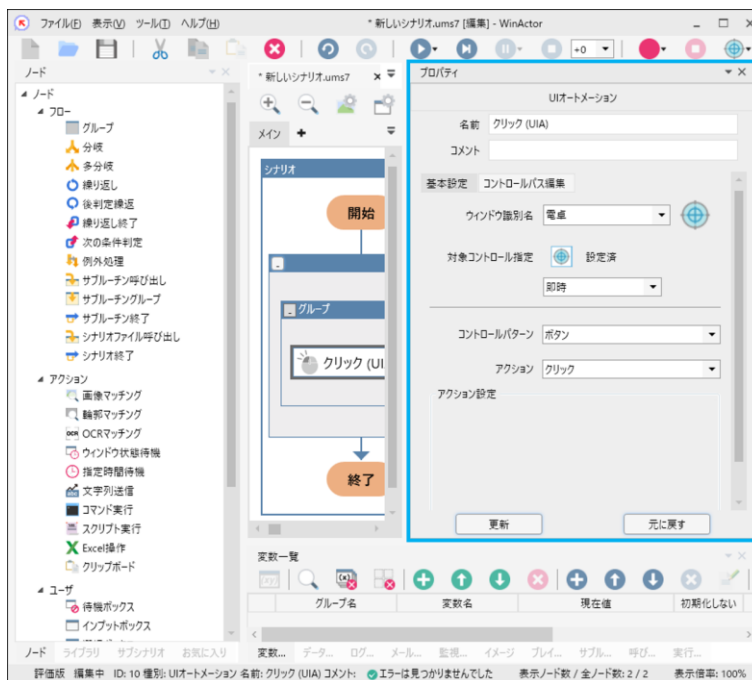 ファイル(F) 表示(V) ツール(T) ヘルプ(H) * 新しいシナリオ.ums7 [編集] - WinActor
+0
ノード
ノード
フロー
グループ
分岐
多分岐
繰り返し
後判定繰返
繰り返し終了
次の条件判定
例外処理
サブルーチン呼び出し
サブルーチングループ
サブルーチン終了
シナリオファイル呼び出し
シナリオ終了
アクション
画像マッチング
輪郭マッチング
OCR OCRマッチング
ウィンドウ状態待機
指定時間待機
文字列送信
コマンド実行
スクリプト実行
Excel操作
クリップボード
ユーザ
待機ボックス
インプットボックス
ノード ライブラリ サブシナリオ お気に入り
* 新しいシナリオ.ums7
メイン
シナリオ
開始
グループ
クリック (UI
終了
プロパティ
UIオートメーション
名前 クリック (UIA)
コメント
基本設定 コントロールパス編集
ウィンドウ識別名 電卓
対象コントロール指定 設定済
即時
コントロールパターン ボタン
アクション クリック
アクション設定
更新 元に戻す
変数一覧
グループ名 変数名 現在値 初期化しない
変数... データ... ログ... メール... 監視... イメージ ブレイ... サブル... 呼び... 実行...
評価版 編集中 ID: 10 種別: UIオートメーション 名前: クリック (UIA) コメント: エラーは見つかりませんでした 表示ノード数 / 全ノード数: 2 / 2 表示倍率: 100%